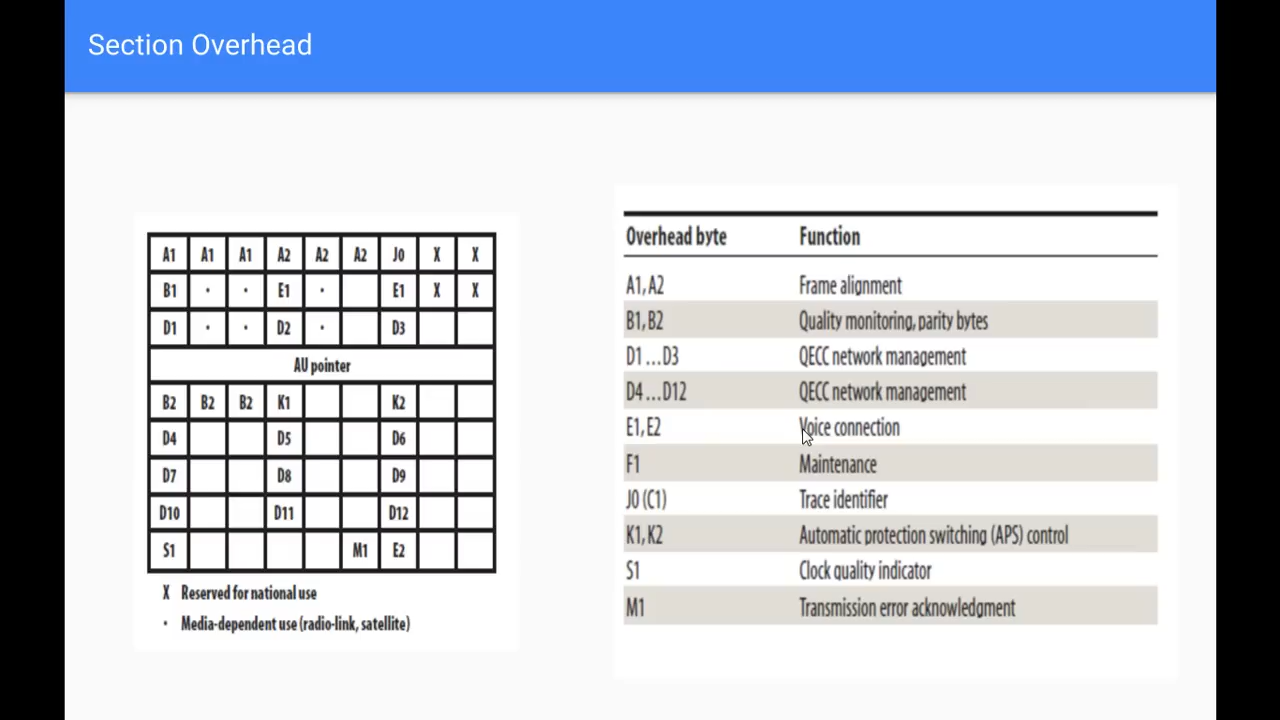 Section Overhead
A1 A1 A1 A2 A2 A2 J0 X X
B1 · · E1 · E1 X X
D1 · · D2 · D3
AU pointer
B2 B2 B2 K1 K2
D4 D5 D6
D7 D8 D9
D10 D11 D12
S1 M1 E2
X Reserved for national use
· Media-dependent use (radio-link, satellite)
Overhead byte Function
A1, A2 Frame alignment
B1, B2 Quality monitoring, parity bytes
D1 ...D3 QECC network management
D4 ...D12 QECC network management
E1, E2 Voice connection
F1 Maintenance
J0 (C1) Trace identifier
K1, K2 Automatic protection switching (APS) control
S1 Clock quality indicator
M1 Transmission error acknowledgment